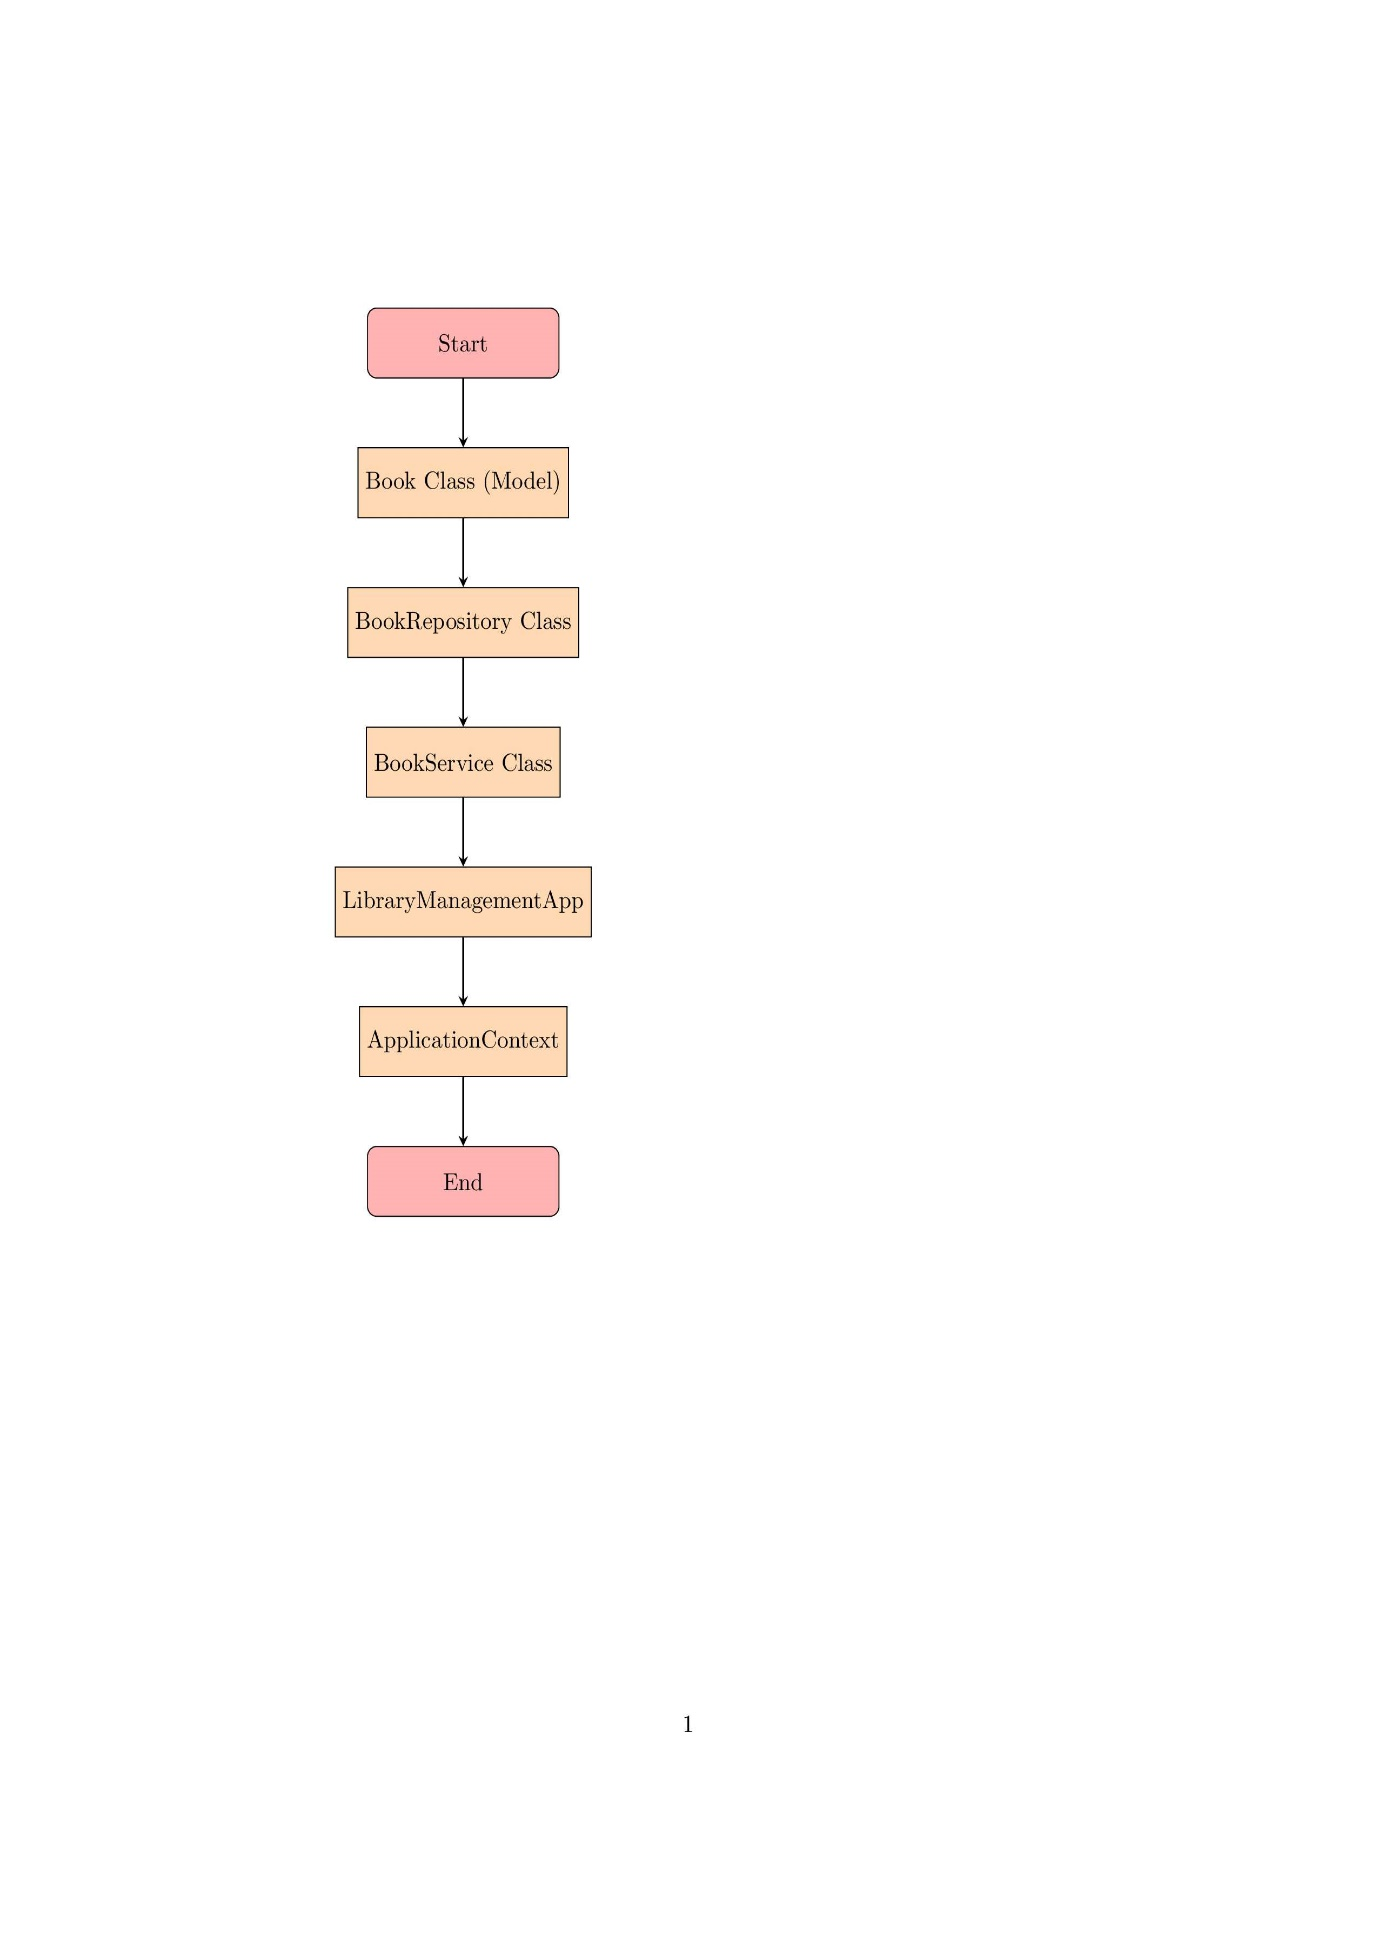 Start
Book Class (Model)
BookRepository Class
BookService Class
LibraryManagementApp
ApplicationContext
End
1